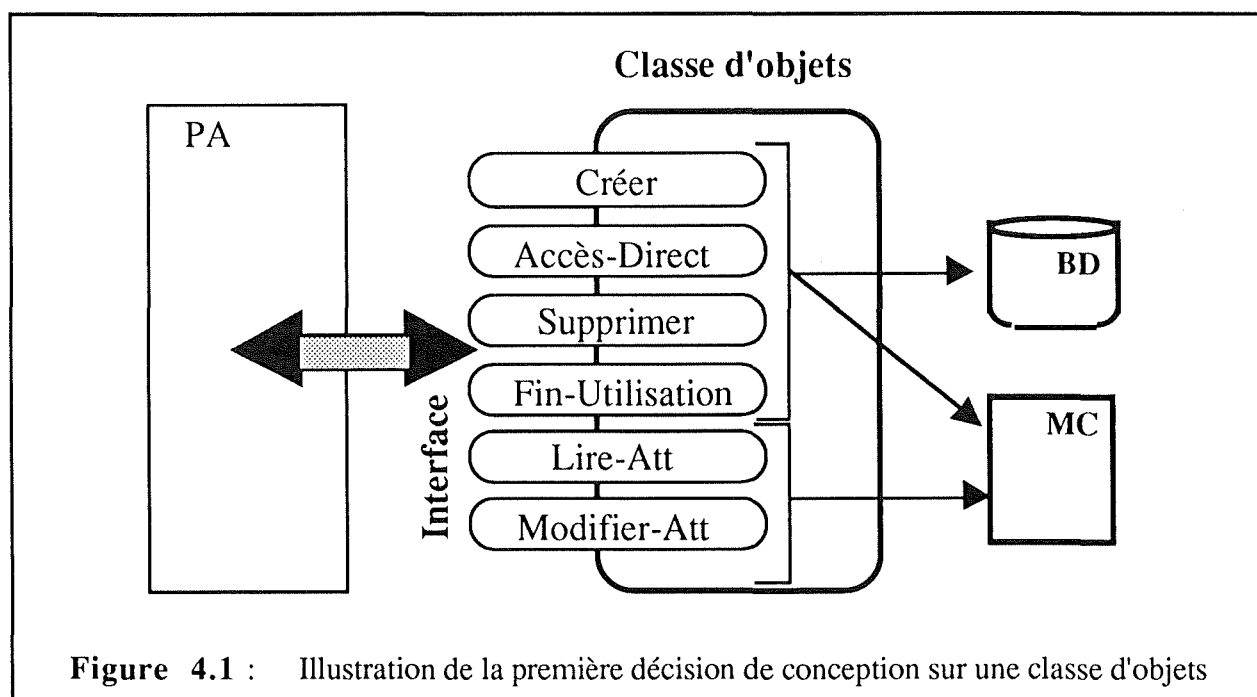 Classe d'objets
PA
Créer
Accès-Direct
Supprimer
Fin-Utilisation
Lire-Att
Modifier-Att
Interface
BD
MC
Figure 4.1 : Illustration de la première décision de conception sur une classe d'objets